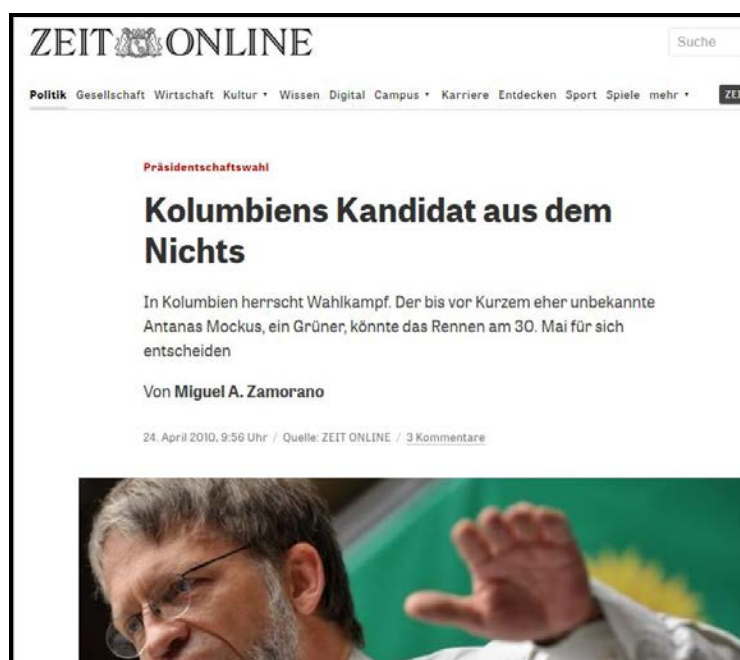 ZEIT ONLINE
Suche
Politik Gesellschaft Wirtschaft Kultur Wissen Digital Campus Karriere Entdecken Sport Spiele mehr
Präsidentschaftswahl
Kolumbiens Kandidat aus dem
Nichts
In Kolumbien herrscht Wahlkampf. Der bis vor Kurzem eher unbekannte
Antanas Mockus, ein Grüner, könnte das Rennen am 30. Mai für sich
entscheiden
Von Miguel A. Zamorano
24. April 2010, 9:56 Uhr / Quelle: ZEIT ONLINE / 3 Kommentare